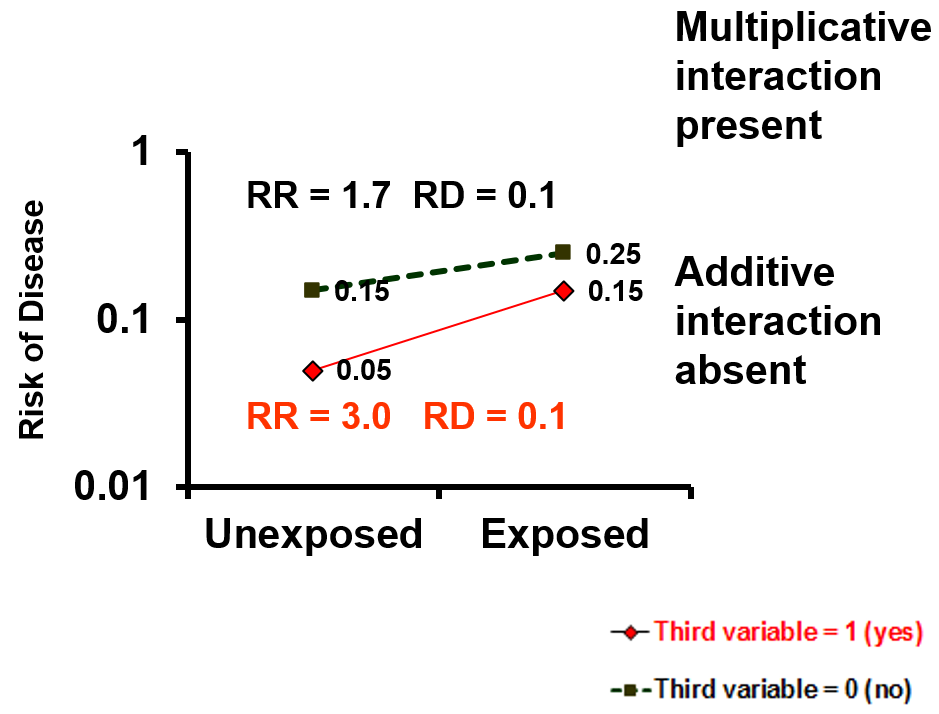 Multiplicative
interaction
present
1
RR = 1.7 RD = 0.1
0.25
0.15
Additive
interaction
absent
0.15
0.1
Risk of Disease
0.05
RR = 3.0 RD = 0.1
0.01
Unexposed Exposed
Third variable = 1 (yes)
Third variable = 0 (no)